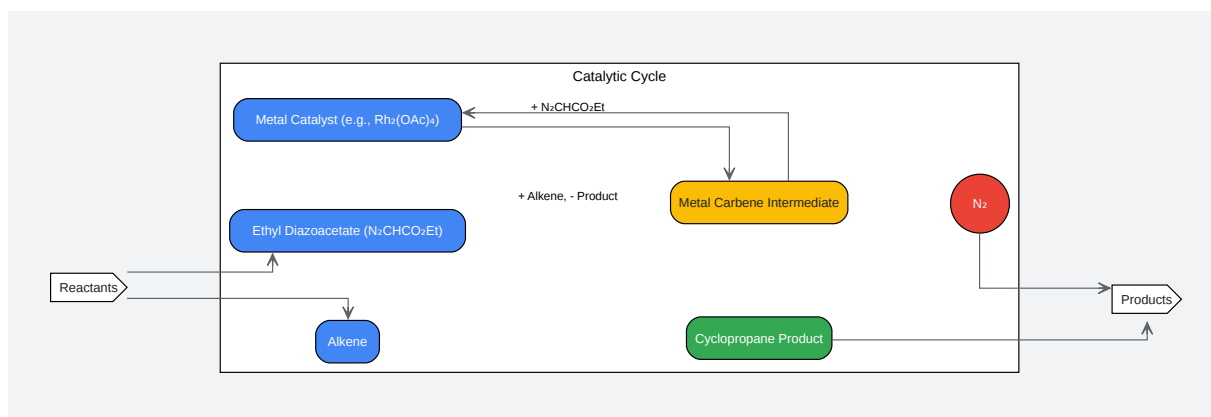 Catalytic Cycle
+ N₂CHCO₂Et
Metal Catalyst (e.g., Rh₂(OAc)₄)
+ Alkene, - Product
Metal Carbene Intermediate
N₂
Ethyl Diazoacetate (N₂CHCO₂Et)
Reactants
Products
Alkene
Cyclopropane Product